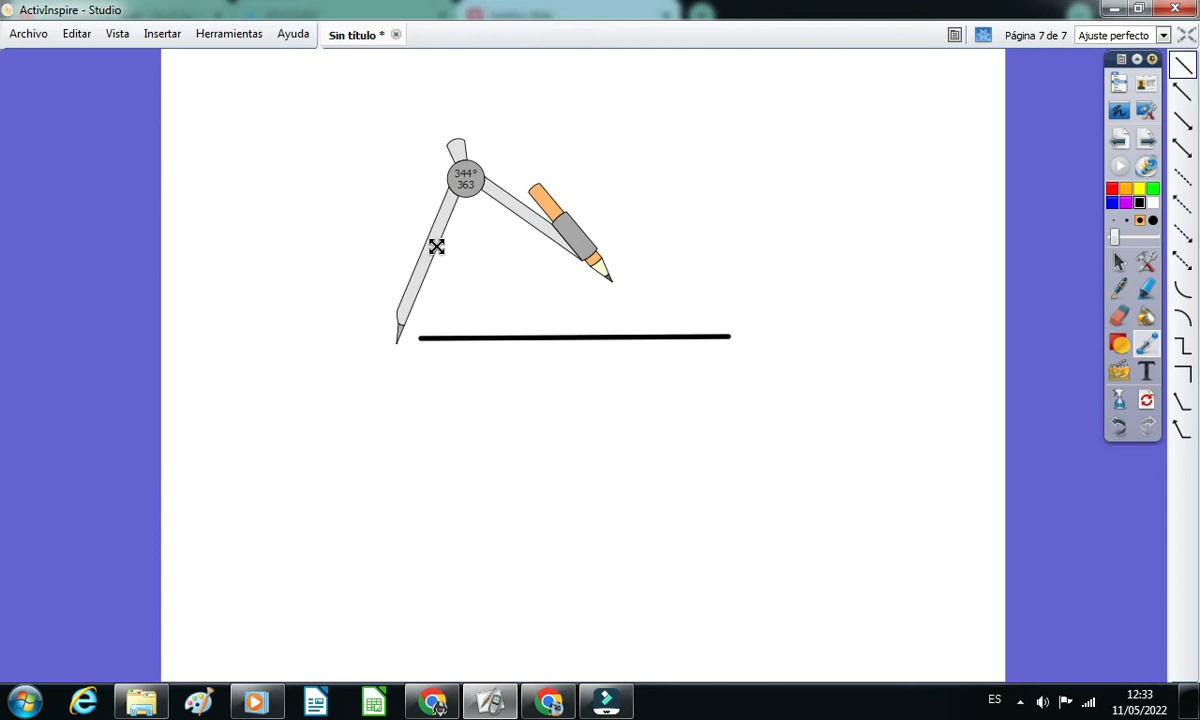 ActivInspire - Studio
Archivo Editar Vista Insertar Herramientas Ayuda Sin título * Página 7 de 7 Ajuste perfecto
344°
363
T
ES 12:33
11/05/2022